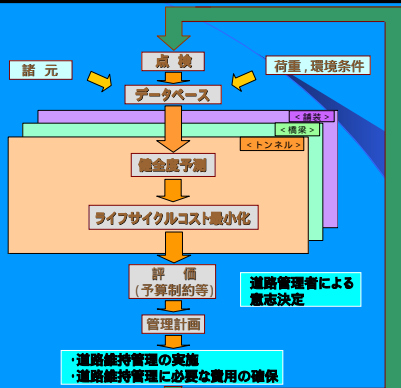 点 検
諸 元
荷重,環境条件
データベース
<舗装>
<橋梁>
<トンネル>
健全度予測
ライフサイクルコスト最小化
評 価
(予算制約等)
道路管理者による
意志決定
管理計画
・道路維持管理の実施
・道路維持管理に必要な費用の確保